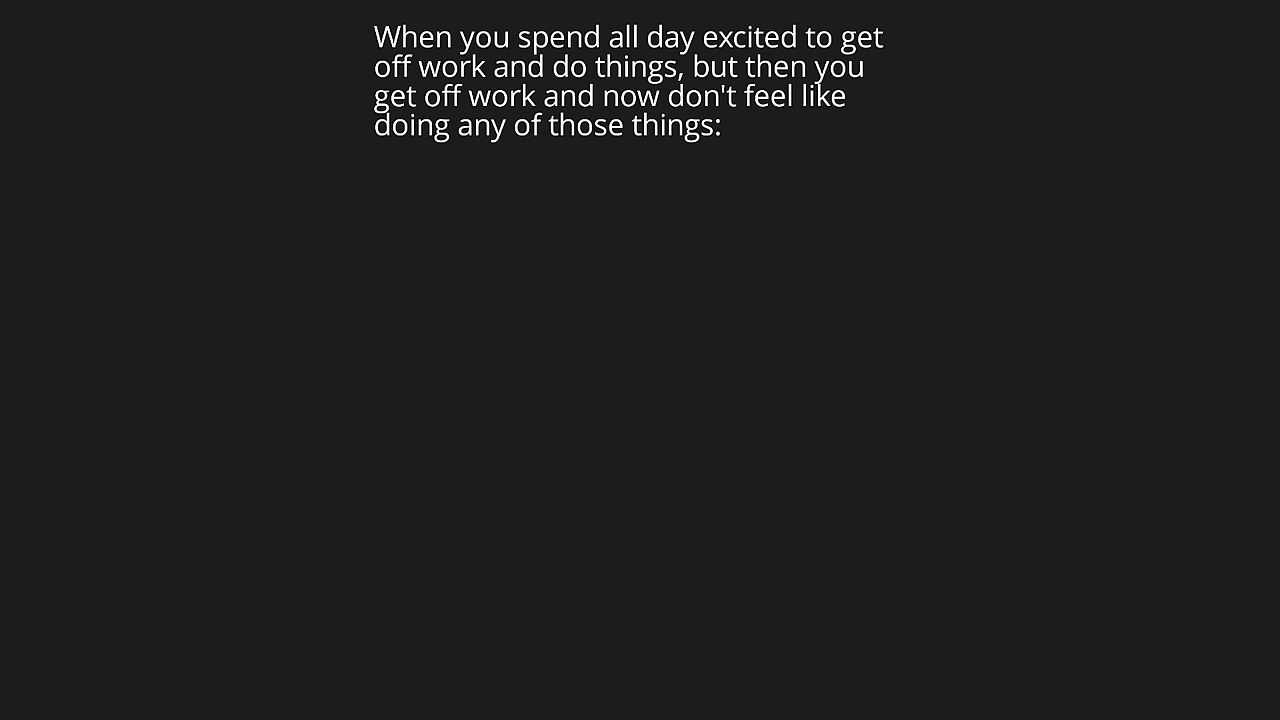 When you spend all day excited to get
off work and do things, but then you
get off work and now don't feel like
doing any of those things: